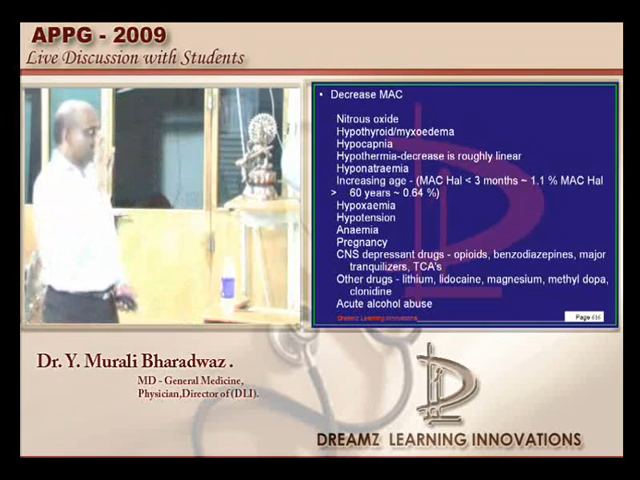 APPG - 2009
Live Discussion with Students
• Decrease MAC
Nitrous oxide
Hypothyroid/myxoedema
Hypocapnia
Hypothermia-decrease is roughly linear
Hyponatraemia
Increasing age - (MAC Hal < 3 months ~ 1.1 % MAC Hal
> 60 years ~ 0.64 %)
Hypoxaemia
Hypotension
Anaemia
Pregnancy
CNS depressant drugs - opioids, benzodiazepines, major
tranquilizers, TCA's
Other drugs - lithium, lidocaine, magnesium, methyl dopa,
clonidine
Acute alcohol abuse
Dreamz Learning Innovations
Page 616
Dr. Y. Murali Bharadwaz .
MD - General Medicine,
Physician,Director of (DLI).
DREAMZ LEARNING INNOVATIONS